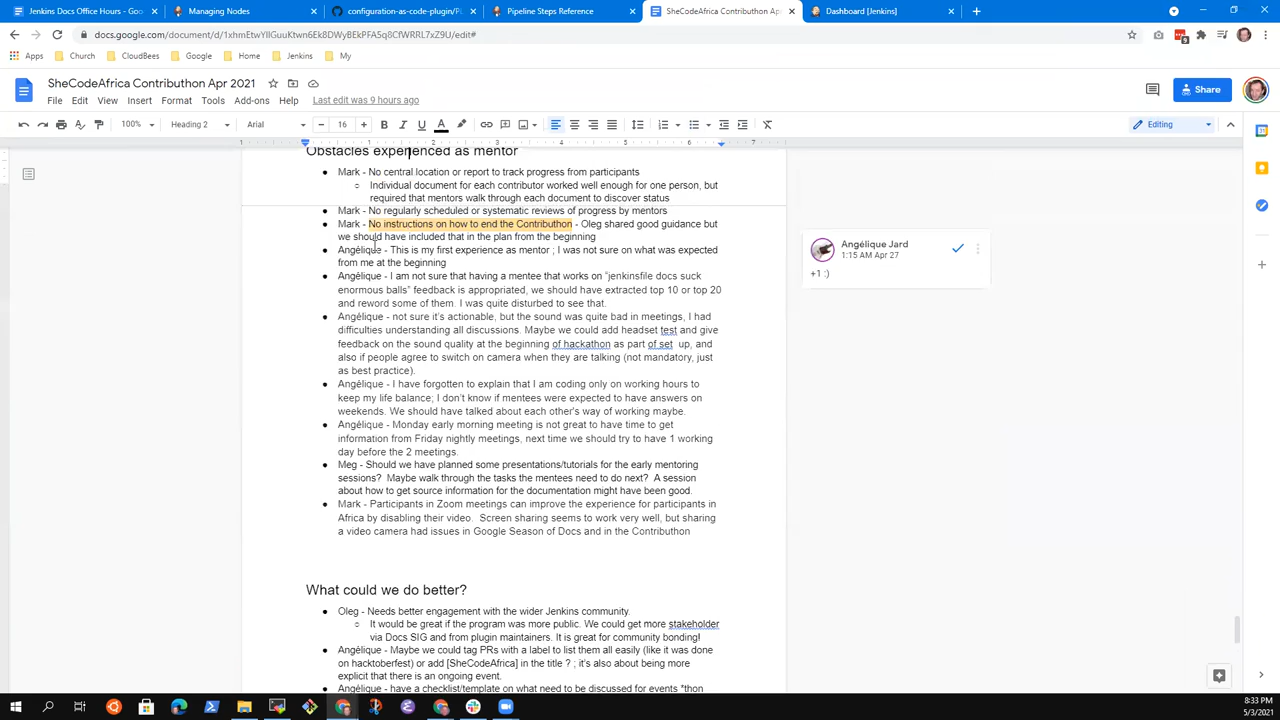 Jenkins Docs Office Hours - Goo
Managing Nodes
configuration-as-code-plugin/PL
Pipeline Steps Reference
SheCodeAfrica Contributhon Apr
Dashboard [Jenkins]
docs.google.com/document/d/1xhmEtwYIlGuuKtwn6Ek8DWyBEkPFA5q8CfWRRL7xZ9U/edit#
Apps
Church
CloudBees
Google
Home
Jenkins
My
SheCodeAfrica Contributhon Apr 2021
File Edit View Insert Format Tools Add-ons Help Last edit was 9 hours ago
Share
100% Heading 2 Arial 16 Editing
Obstacles experienced as mentor
● Mark - No central location or report to track progress from participants
○ Individual document for each contributor worked well enough for one person, but
required that mentors walk through each document to discover status
● Mark - No regularly scheduled or systematic reviews of progress by mentors
● Mark - No instructions on how to end the Contributhon - Oleg shared good guidance but
we should have included that in the plan from the beginning
● Angélique - This is my first experience as mentor ; I was not sure on what was expected
from me at the beginning
● Angélique - I am not sure that having a mentee that works on "jenkinsfile docs suck
enormous balls" feedback is appropriated, we should have extracted top 10 or top 20
and reword some of them. I was quite disturbed to see that.
● Angélique - not sure it's actionable, but the sound was quite bad in meetings, I had
difficulties understanding all discussions. Maybe we could add headset test and give
feedback on the sound quality at the beginning of hackathon as part of set up, and
also if people agree to switch on camera when they are talking (not mandatory, just
as best practice).
● Angélique - I have forgotten to explain that I am coding only on working hours to
keep my life balance; I don't know if mentees were expected to have answers on
weekends. We should have talked about each other's way of working maybe.
● Angélique - Monday early morning meeting is not great to have time to get
information from Friday nightly meetings, next time we should try to have 1 working
day before the 2 meetings.
● Meg - Should we have planned some presentations/tutorials for the early mentoring
sessions? Maybe walk through the tasks the mentees need to do next? A session
about how to get source information for the documentation might have been good.
● Mark - Participants in Zoom meetings can improve the experience for participants in
Africa by disabling their video. Screen sharing seems to work very well, but sharing
a video camera had issues in Google Season of Docs and in the Contributhon
What could we do better?
● Oleg - Needs better engagement with the wider Jenkins community.
○ It would be great if the program was more public. We could get more stakeholder
via Docs SIG and from plugin maintainers. It is great for community bonding!
● Angélique - Maybe we could tag PRs with a label to list them all easily (like it was done
on hacktoberfest) or add [SheCodeAfrica] in the title ? ; it's also about being more
explicit that there is an ongoing event.
● Angélique - have a checklist/template on what need to be discussed for events *thon
Angélique Jard
1:15 AM Apr 27
+1 :)
8:33 PM
5/3/2021